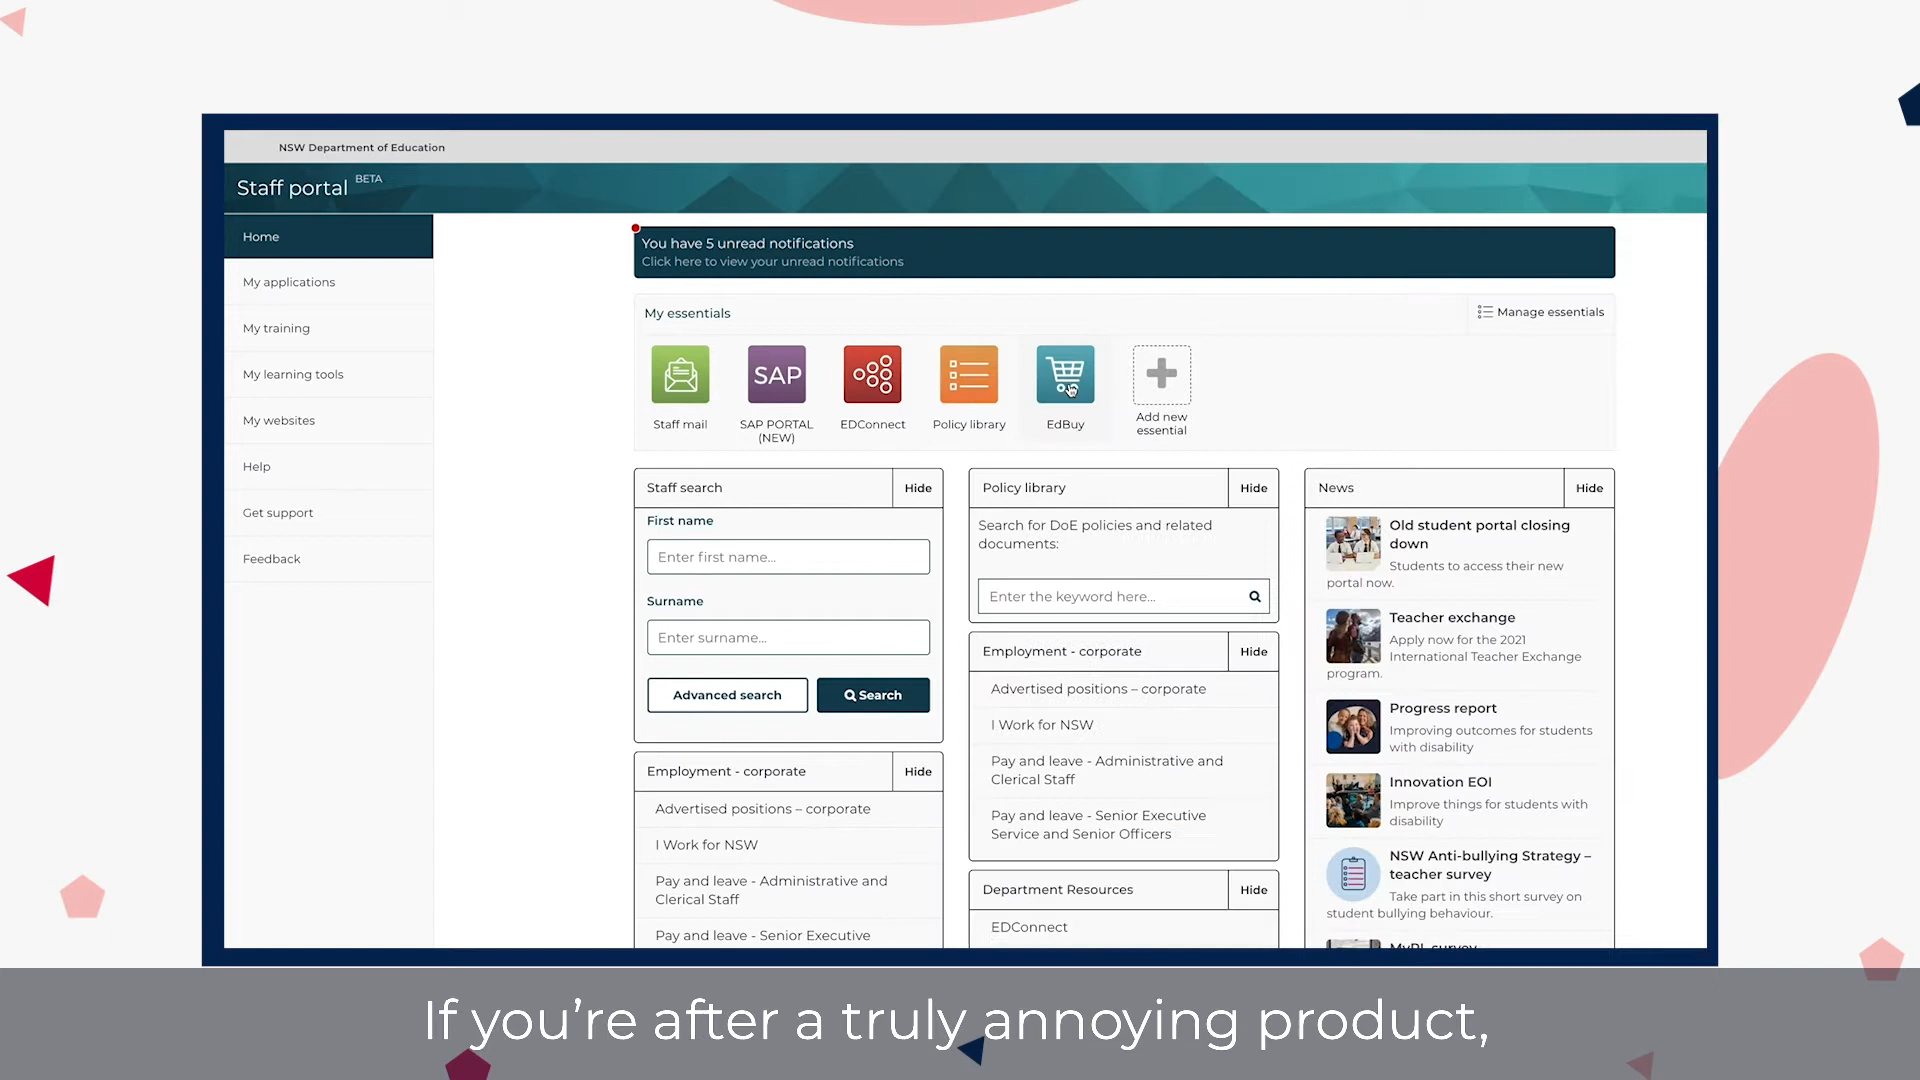 NSW Department of Education
Staff portal BETA
Home
My applications
My training
My learning tools
My websites
Help
Get support
Feedback
You have 5 unread notifications
Click here to view your unread notifications
My essentials
Manage essentials
SAP
Staff mail
SAP PORTAL
(NEW)
EDConnect
Policy library
EdBuy
Add new
essential
Staff search
Hide
First name
Enter first name...
Surname
Enter surname...
Advanced search
Search
Employment - corporate
Hide
Advertised positions – corporate
I Work for NSW
Pay and leave - Administrative and
Clerical Staff
Pay and leave - Senior Executive
Policy library
Hide
Search for DoE policies and related
documents:
Enter the keyword here...
Employment - corporate
Hide
Advertised positions – corporate
I Work for NSW
Pay and leave - Administrative and
Clerical Staff
Pay and leave - Senior Executive
Service and Senior Officers
Department Resources
Hide
EDConnect
News
Hide
Old student portal closing
down
Students to access their new
portal now.
Teacher exchange
Apply now for the 2021
International Teacher Exchange
program.
Progress report
Improving outcomes for students
with disability
Innovation EOI
Improve things for students with
disability
NSW Anti-bullying Strategy –
teacher survey
Take part in this short survey on
student bullying behaviour.
MyPL survey
If you’re after a truly annoying product,